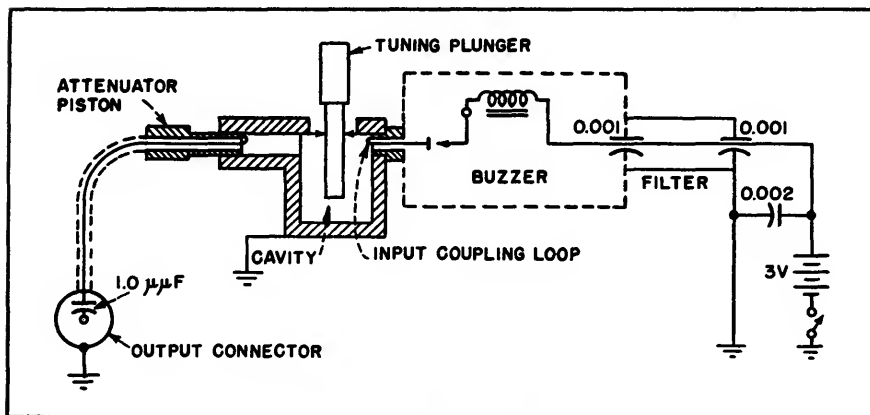 TUNING PLUNGER
ATTENUATOR
PISTON
0.001
0.001
BUZZER
FILTER
0.002
CAVITY
INPUT COUPLING LOOP
3V
1.0 μμF
OUTPUT CONNECTOR